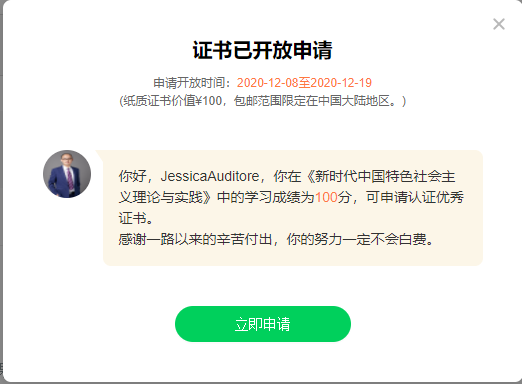 证书已开放申请
申请开放时间：2020-12-08至2020-12-19
(纸质证书价值¥100，包邮范围限定在中国大陆地区。)
你好，JessicaAuditore，你在《新时代中国特色社会主
义理论与实践》中的学习成绩为100分，可申请认证优秀
证书。
感谢一路以来的辛苦付出，你的努力一定不会白费。
立即申请